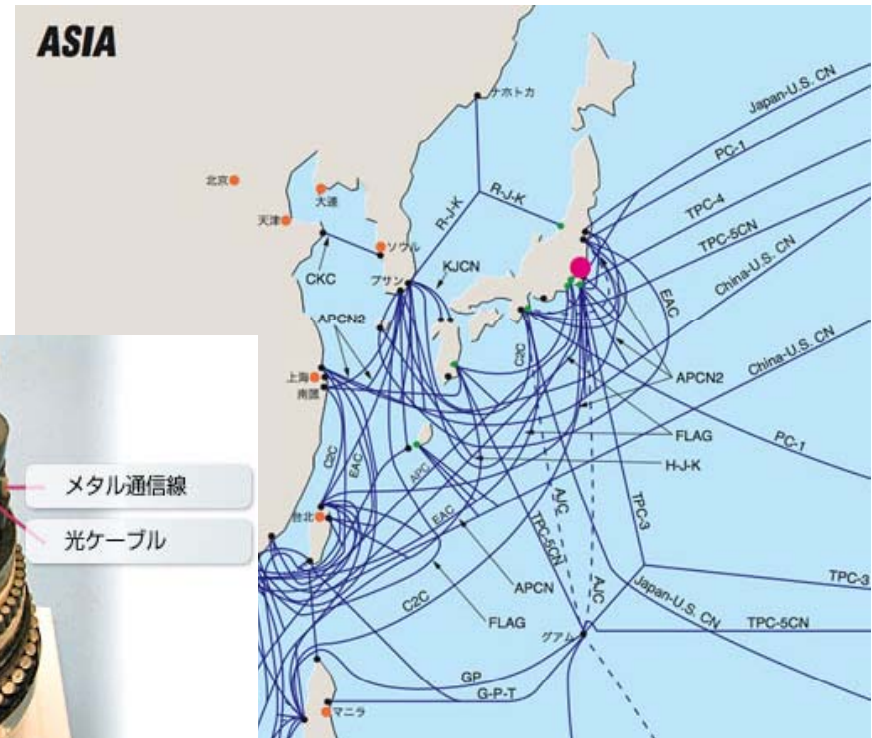 ASIA
ナホトカ
Japan-U.S. CN
PC-1
TPC-4
TPC-5CN
China-U.S. CN
北京
大連
天津
R-J-K
R-J-K
ソウル
CKC
プサン
KJCN
EAC
APCN2
C2C
China-U.S. CN
上海
南匯
APCN2
FLAG
H-J-K
PC-1
メタル通信線
光ケーブル
C2C
EAC
APC
AJC
TPC-3
台北
EAC
TPC-5CN
APCN
AJC
TPC-3
C2C
FLAG
Japan-U.S. CN
グアム
TPC-5CN
GP
G-P-T
マニラ